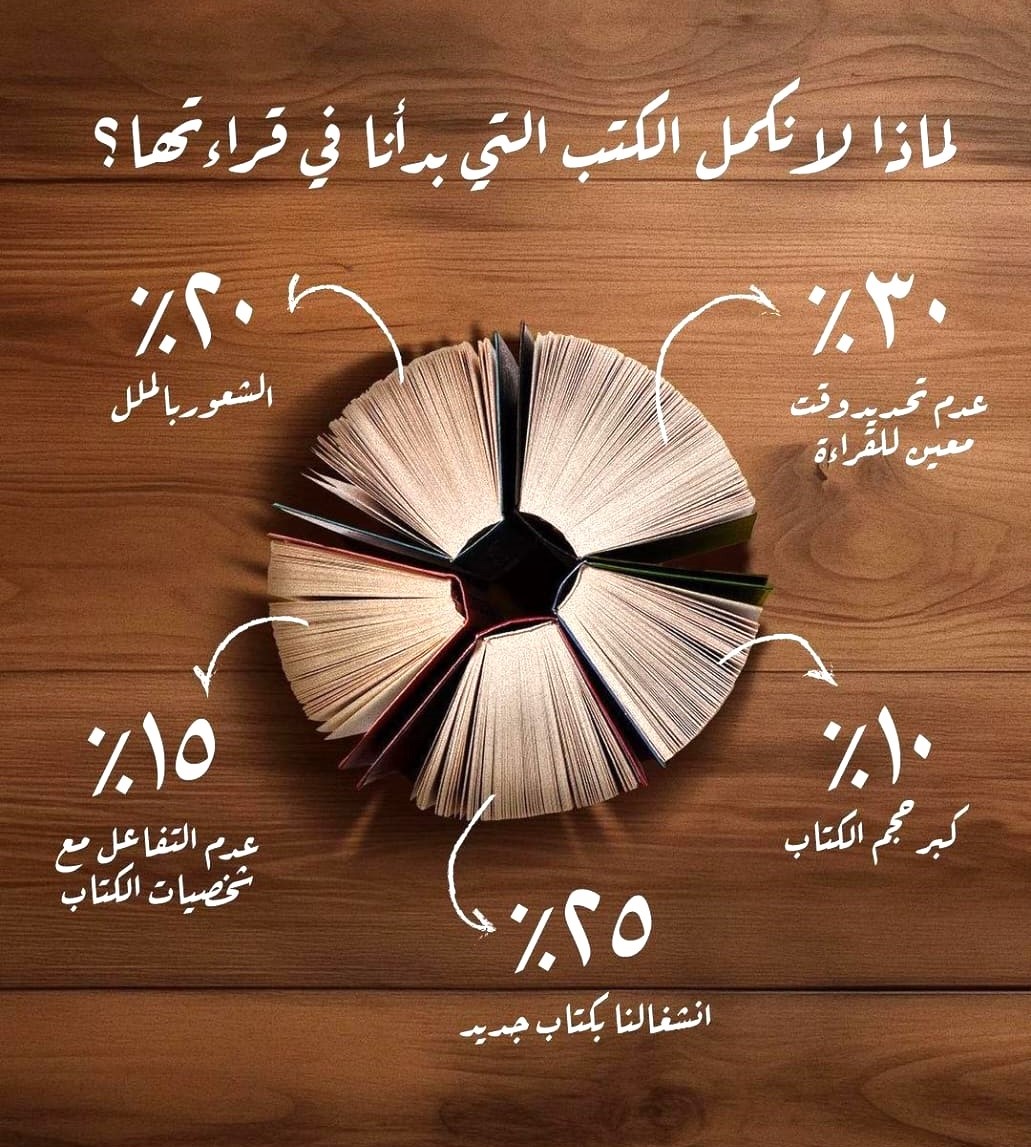 لماذا لا نكمل الكتب التي بدأنا في قراءتها؟
٣٠٪
عدم تحديد وقت
معين للقراءة
٢٠٪
الشعور بالملل
١٠٪
كبر حجم الكتاب
١٥٪
عدم التفاعل مع
شخصيات الكتاب
٢٥٪
انشغالنا بكتاب جديد